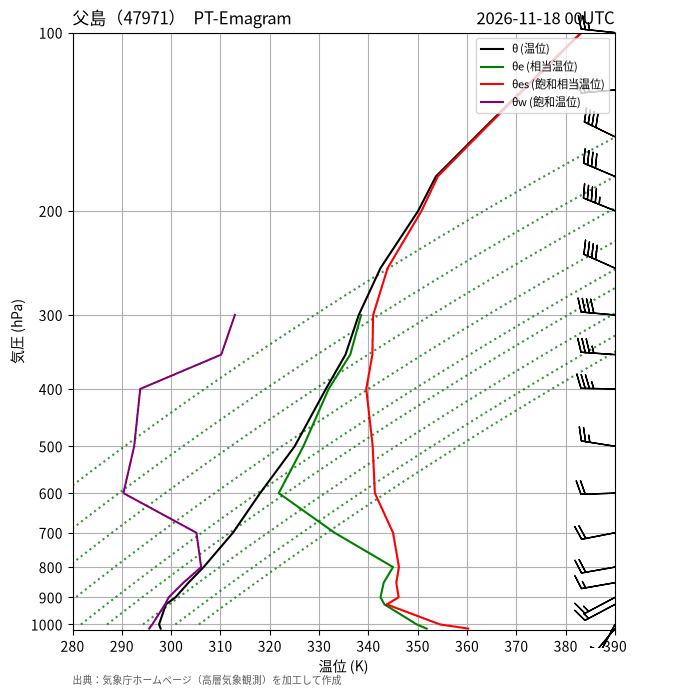 父島（47971） PT-Emagram
2026-11-18 00UTC
θ (温位)
θe (相当温位)
θes (飽和相当温位)
θw (飽和温位)
100
200
300
400
500
600
700
800
900
1000
気圧 (hPa)
280 290 300 310 320 330 340 350 360 370 380 390
温位 (K)
出典：気象庁ホームページ（高層気象観測）を加工して作成